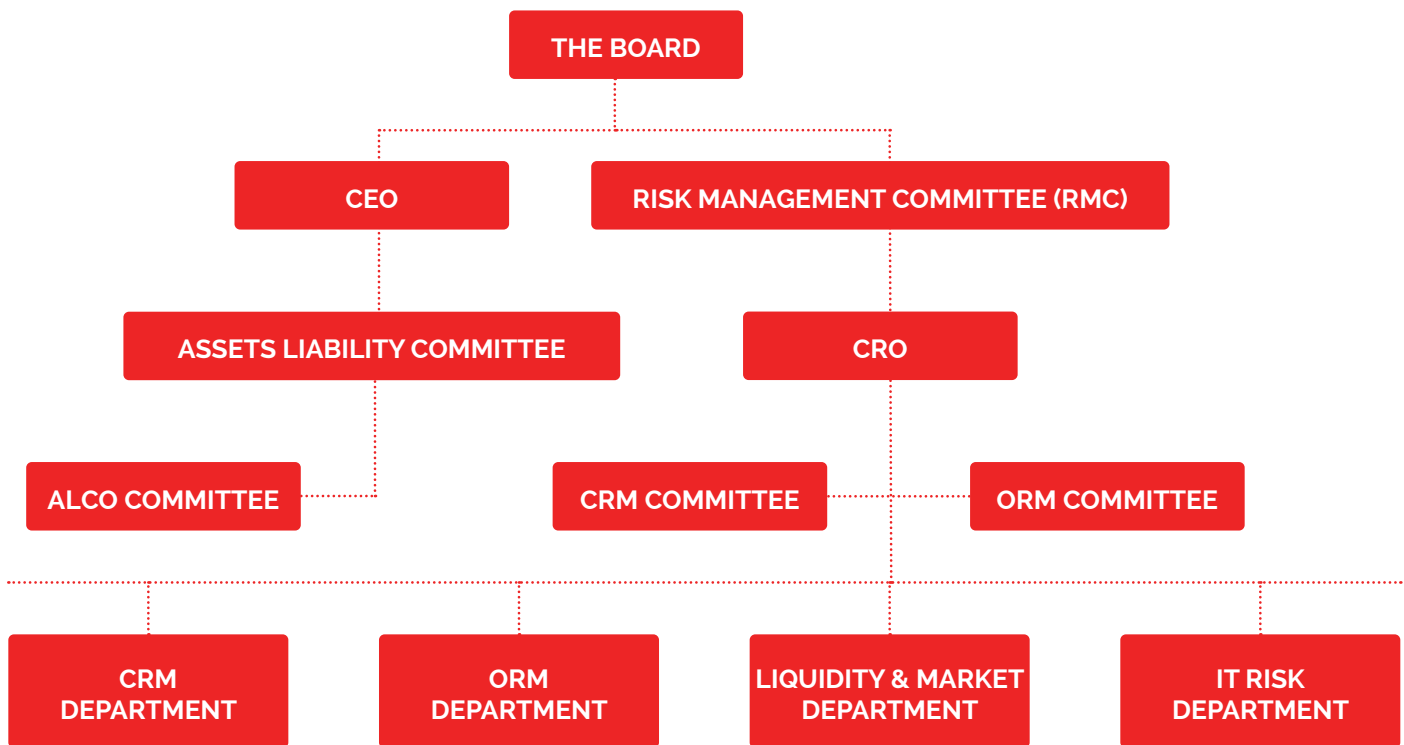 THE BOARD
CEO
RISK MANAGEMENT COMMITTEE (RMC)
ASSETS LIABILITY COMMITTEE
CRO
ALCO COMMITTEE
CRM COMMITTEE
ORM COMMITTEE
CRM
DEPARTMENT
ORM
DEPARTMENT
LIQUIDITY & MARKET
DEPARTMENT
IT RISK
DEPARTMENT